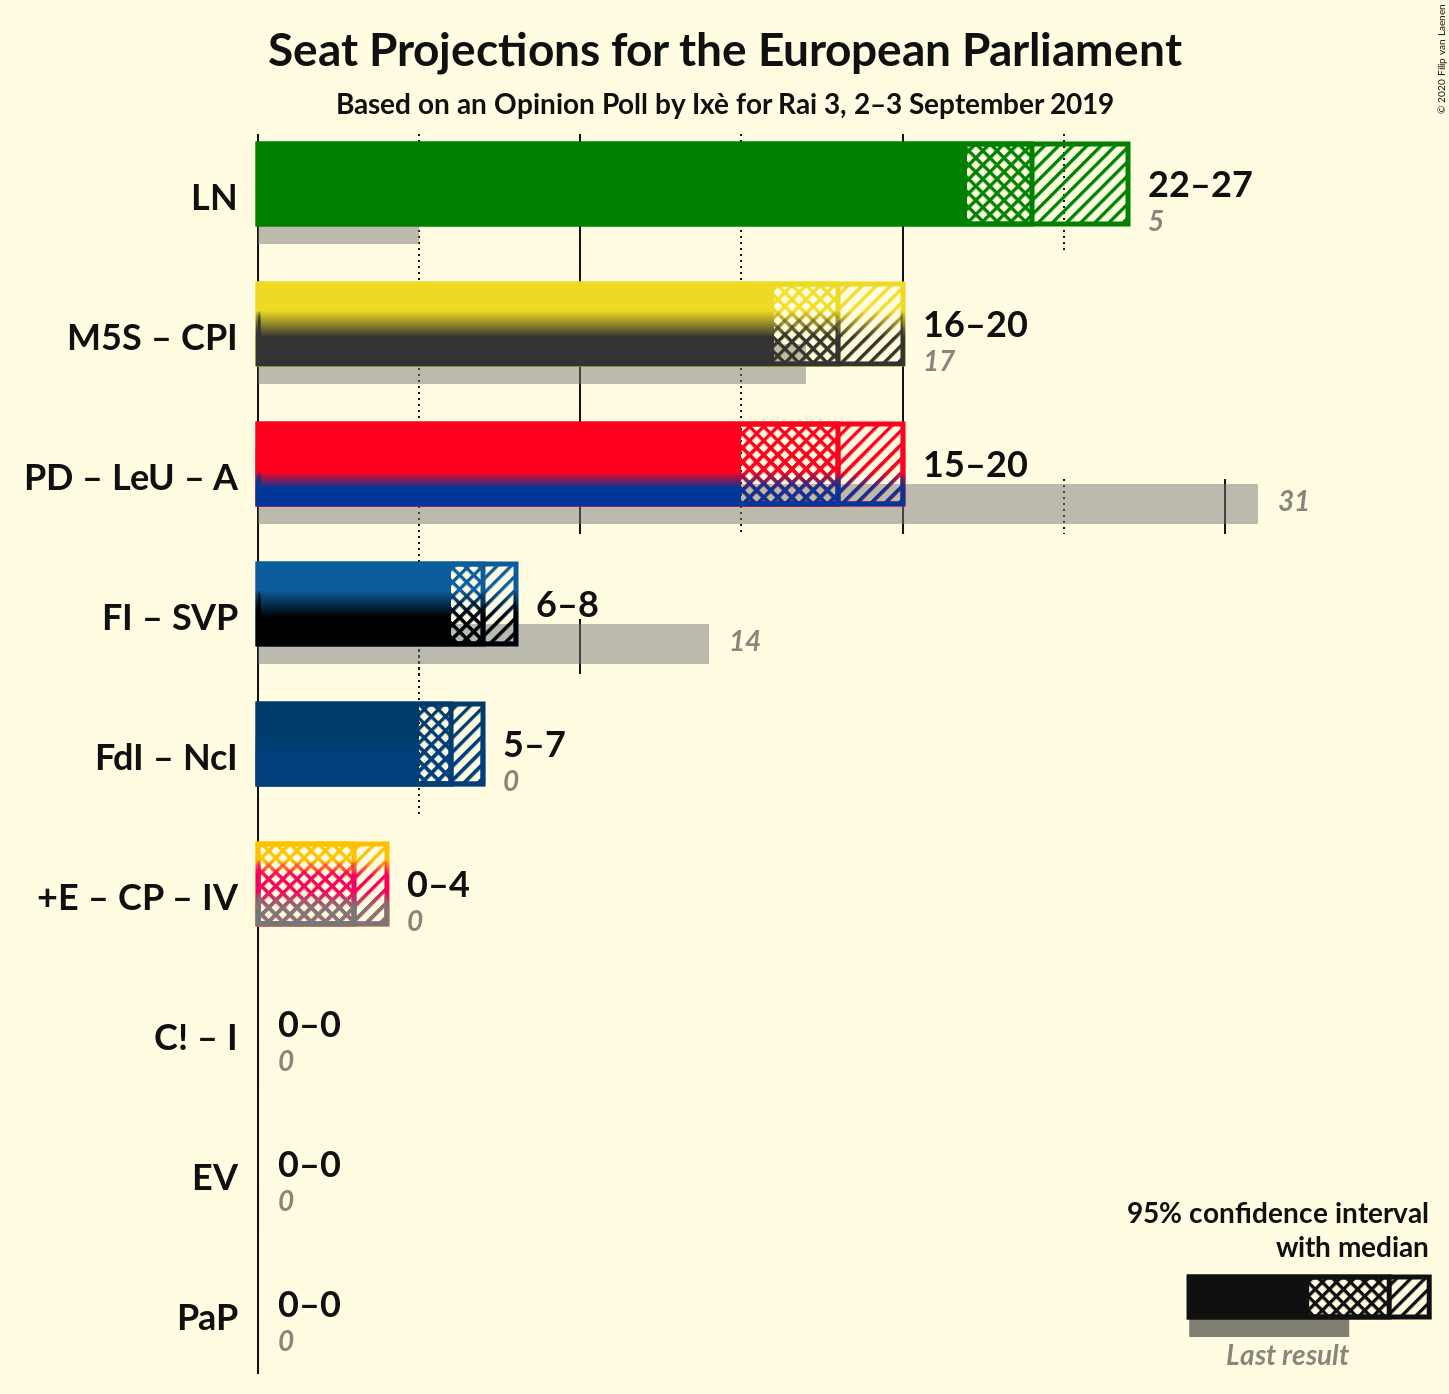 Seat Projections for the European Parliament
Based on an Opinion Poll by Ixè for Rai 3, 2–3 September 2019
© 2020 Filip van Laenen
LN
22–27
5
M5S – CPI
16–20
17
PD – LeU – A
15–20
31
FI – SVP
6–8
14
FdI – NcI
5–7
0
+E – CP – IV
0–4
0
C! – I
0–0
0
EV
0–0
0
PaP
0–0
0
95% confidence interval
with median
Last result